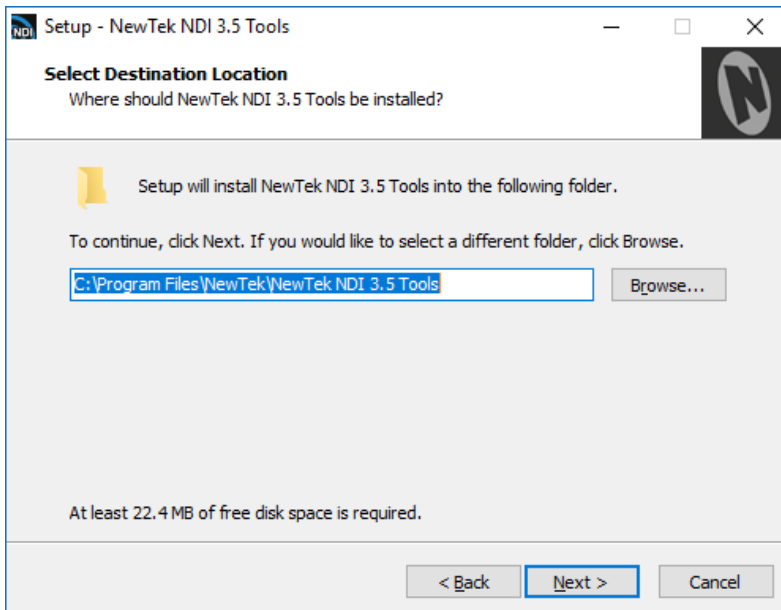 NDI Setup - NewTek NDI 3.5 Tools
Select Destination Location
Where should NewTek NDI 3.5 Tools be installed?
N
Setup will install NewTek NDI 3.5 Tools into the following folder.
To continue, click Next. If you would like to select a different folder, click Browse.
C:\Program Files\NewTek\NewTek NDI 3.5 Tools
Browse...
At least 22.4 MB of free disk space is required.
< Back
Next >
Cancel